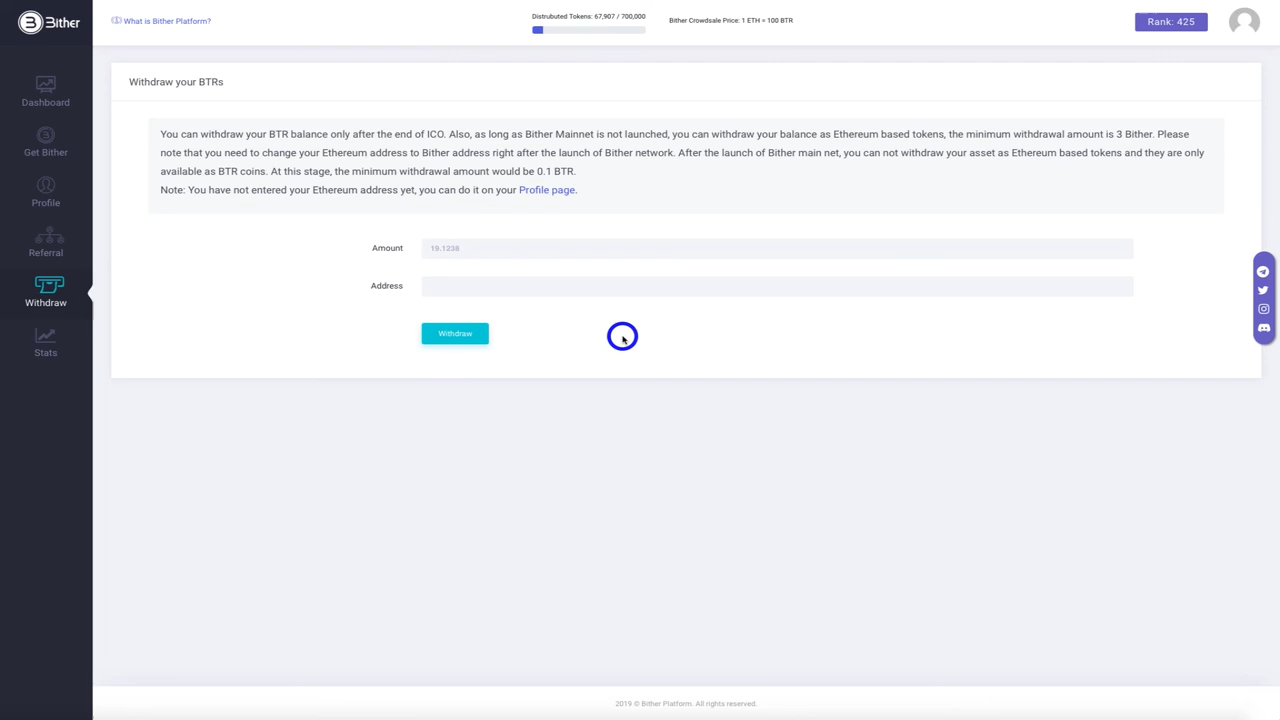 Bither
What is Bither Platform?
Distrubuted Tokens: 67,907 / 700,000
Bither Crowdsale Price: 1 ETH = 100 BTR
Rank: 425
Dashboard
Get Bither
Profile
Referral
Withdraw
Stats
Withdraw your BTRs
You can withdraw your BTR balance only after the end of ICO. Also, as long as Bither Mainnet is not launched, you can withdraw your balance as Ethereum based tokens, the minimum withdrawal amount is 3 Bither. Please
note that you need to change your Ethereum address to Bither address right after the launch of Bither network. After the launch of Bither main net, you can not withdraw your asset as Ethereum based tokens and they are only
available as BTR coins. At this stage, the minimum withdrawal amount would be 0.1 BTR.
Note: You have not entered your Ethereum address yet, you can do it on your Profile page.
Amount 19.1238
Address
Withdraw
2019 © Bither Platform. All rights reserved.